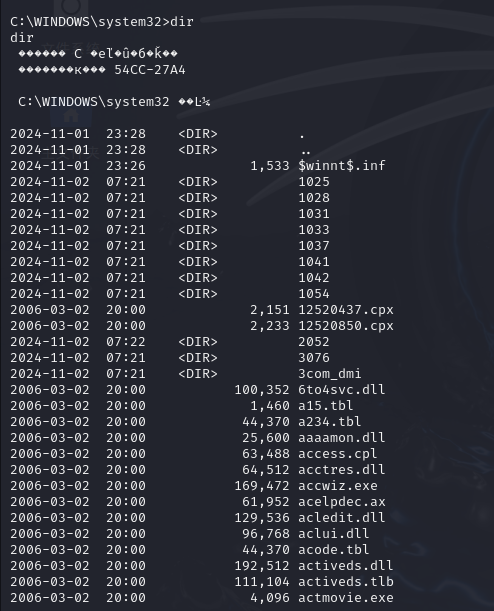 C:\WINDOWS\system32>dir
dir
C
54CC-27A4
C:\WINDOWS\system32
2024-11-01  23:28    <DIR>          .
2024-11-01  23:28    <DIR>          ..
2024-11-01  23:26             1,533 $winnt$.inf
2024-11-02  07:21    <DIR>          1025
2024-11-02  07:21    <DIR>          1028
2024-11-02  07:21    <DIR>          1031
2024-11-02  07:21    <DIR>          1033
2024-11-02  07:21    <DIR>          1037
2024-11-02  07:21    <DIR>          1041
2024-11-02  07:21    <DIR>          1042
2024-11-02  07:21    <DIR>          1054
2006-03-02  20:00             2,151 12520437.cpx
2006-03-02  20:00             2,233 12520850.cpx
2024-11-02  07:22    <DIR>          2052
2024-11-02  07:21    <DIR>          3076
2024-11-02  07:21    <DIR>          3com_dmi
2006-03-02  20:00           100,352 6to4svc.dll
2006-03-02  20:00             1,460 a15.tbl
2006-03-02  20:00            44,370 a234.tbl
2006-03-02  20:00            25,600 aaaamon.dll
2006-03-02  20:00            63,488 access.cpl
2006-03-02  20:00            64,512 acctres.dll
2006-03-02  20:00           169,472 accwiz.exe
2006-03-02  20:00            61,952 acelpdec.ax
2006-03-02  20:00           129,536 acledit.dll
2006-03-02  20:00            96,768 aclui.dll
2006-03-02  20:00            44,370 acode.tbl
2006-03-02  20:00           192,512 activeds.dll
2006-03-02  20:00           111,104 activeds.tlb
2006-03-02  20:00             4,096 actmovie.exe